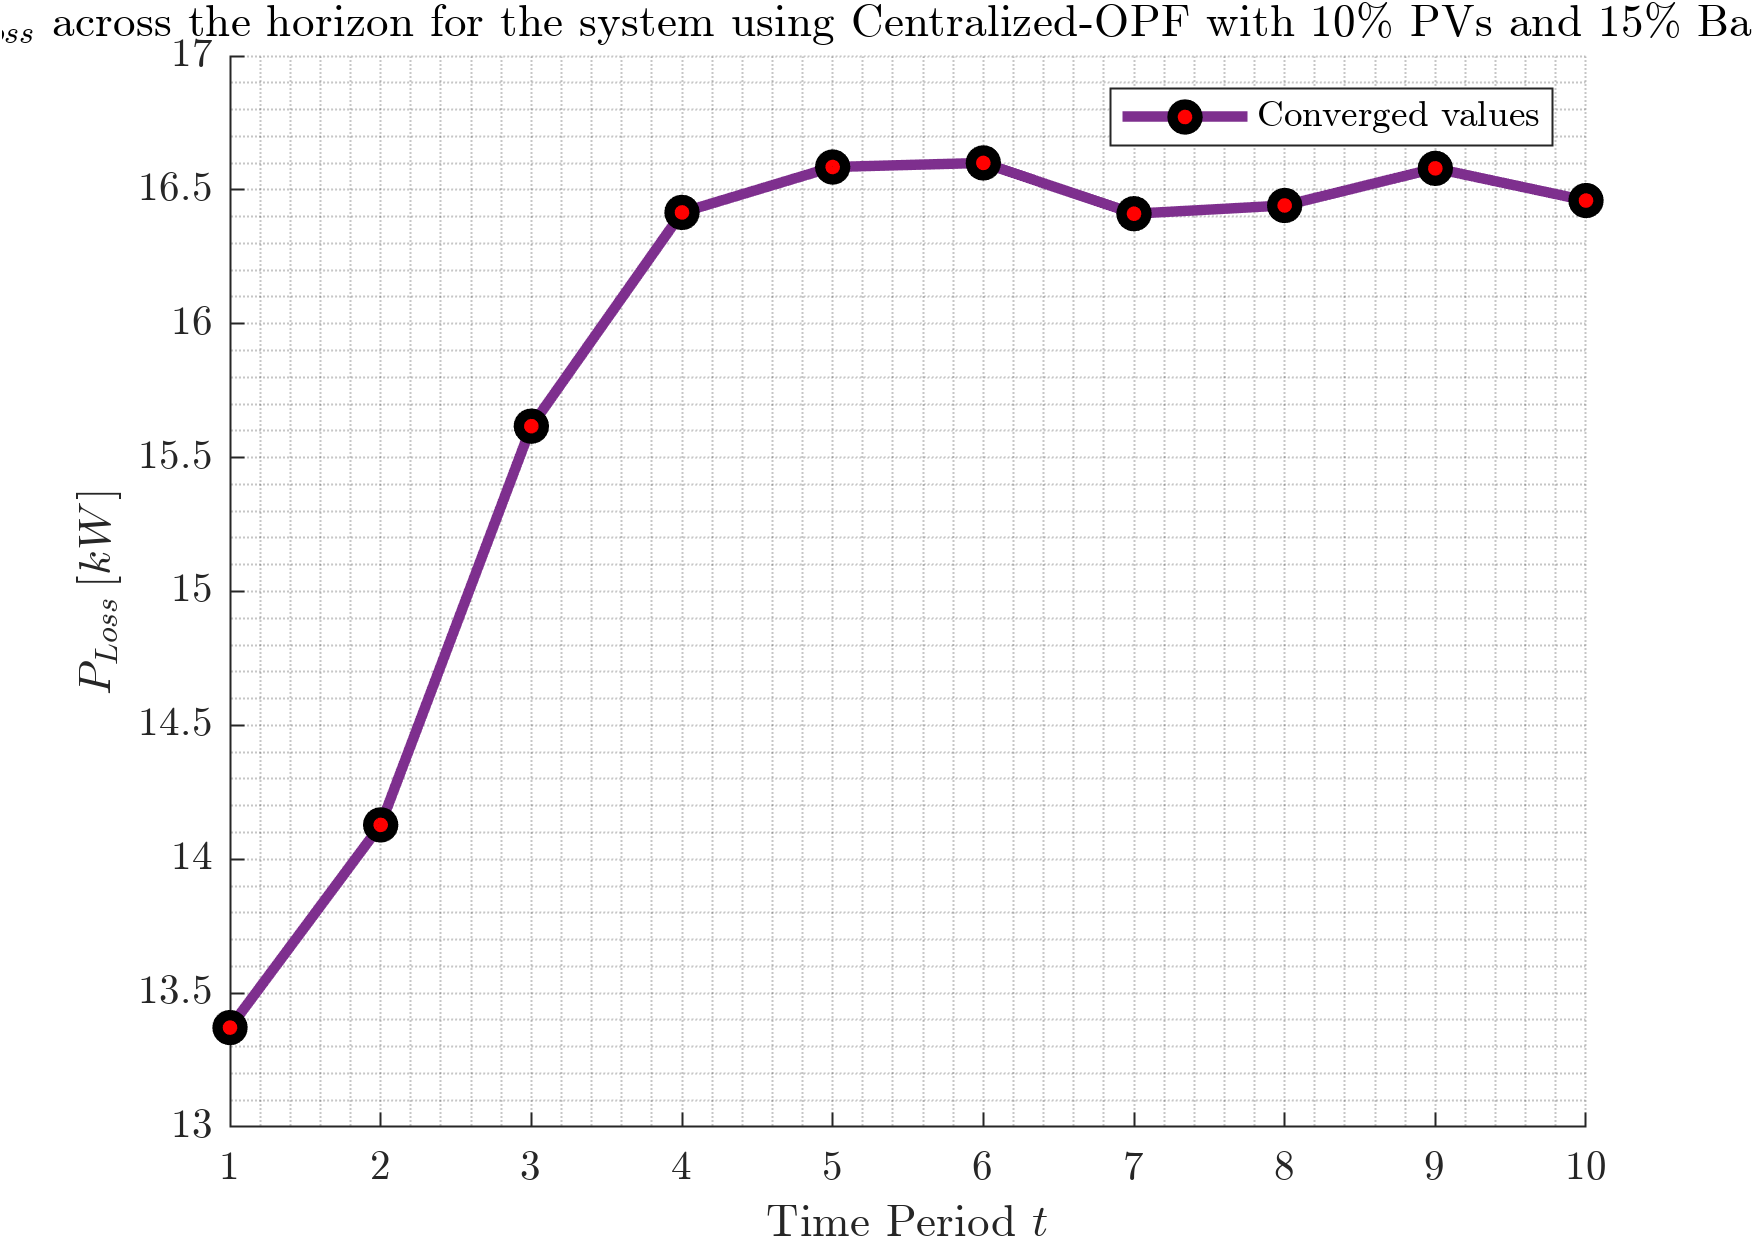 across the horizon for the system using Centralized-OPF with 10% PVs and 15%
17
Converged values
16.5
16
15.5
15
14.5
14
13.5
13
P_{Loss} [kW]
1 2 3 4 5 6 7 8 9 10
Time Period t